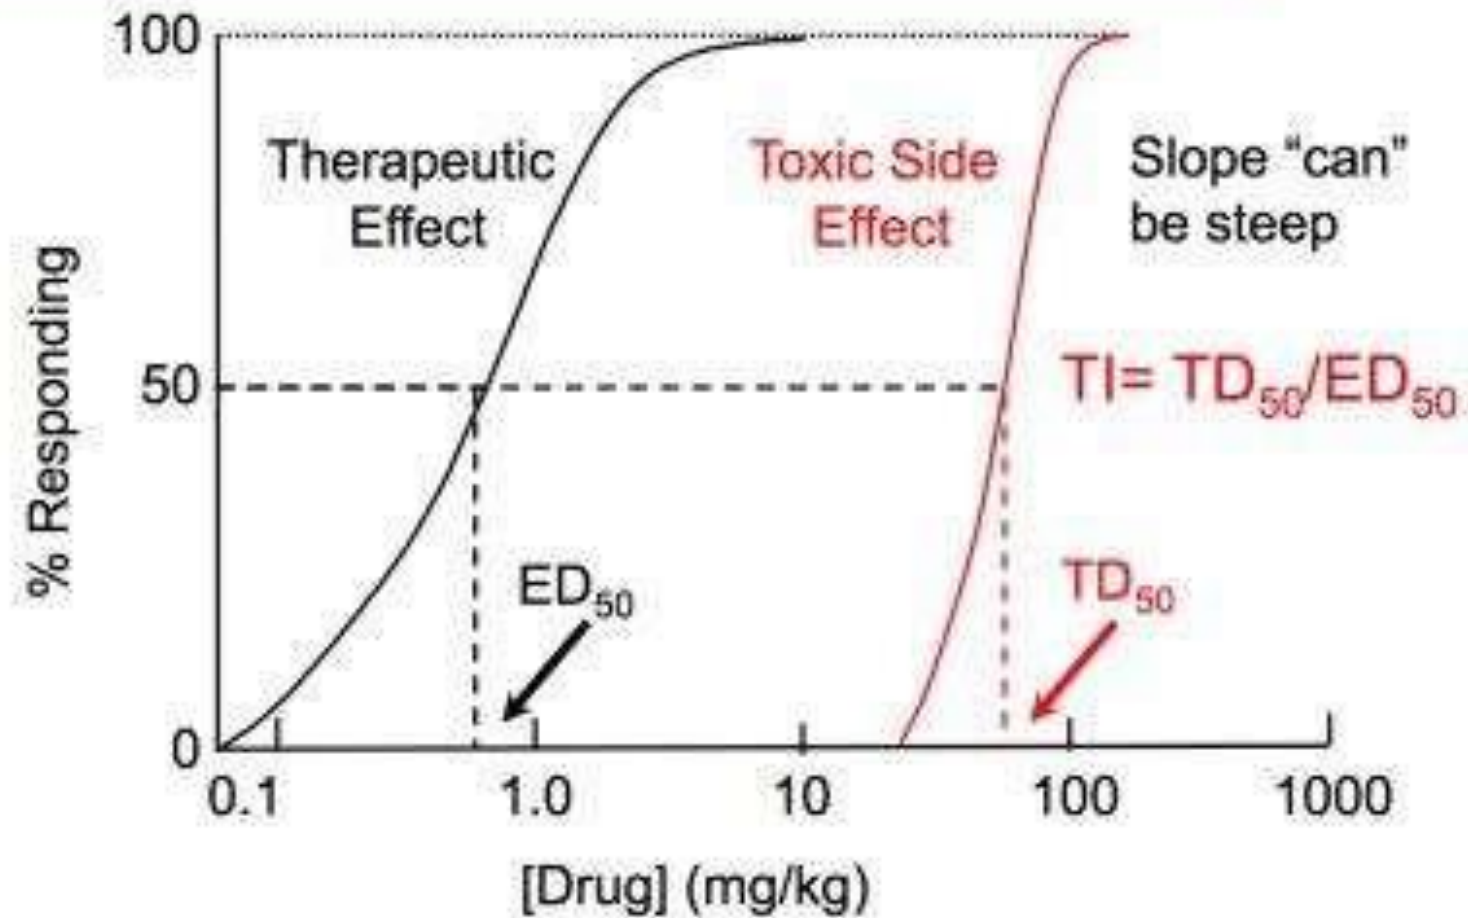 100
Therapeutic
Effect
Toxic Side
Effect
Slope "can"
be steep
% Responding
50
TI= TD₅₀/ED₅₀
ED₅₀
TD₅₀
0
0.1 1.0 10 100 1000
[Drug] (mg/kg)